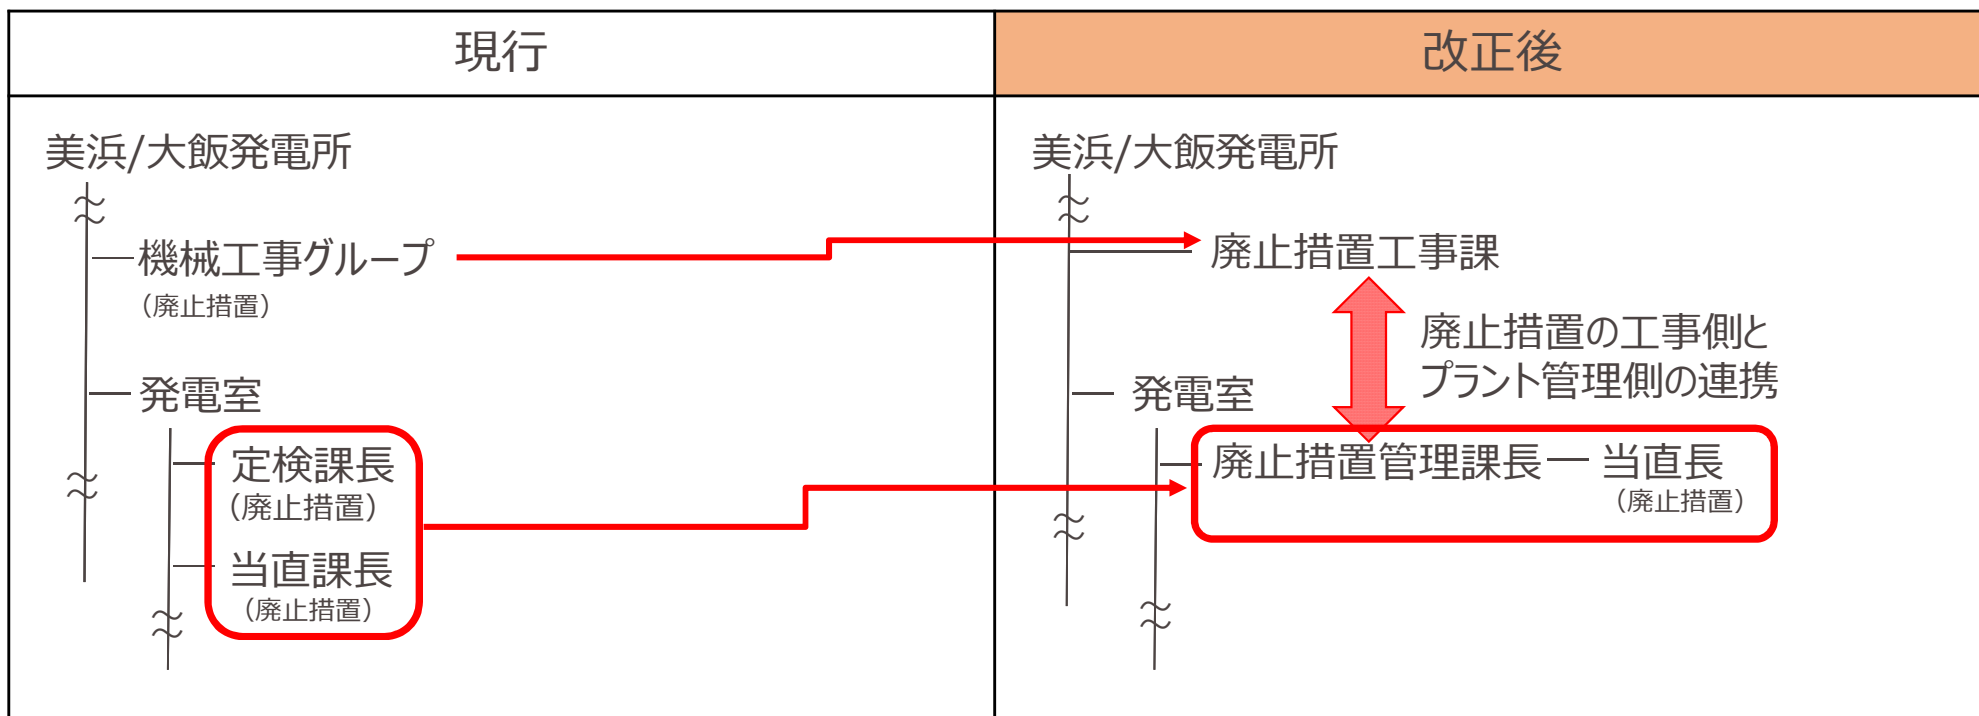 現行
改正後
美浜/大飯発電所
機械工事グループ
（廃止措置）
発電室
定検課長
（廃止措置）
当直課長
（廃止措置）
美浜/大飯発電所
廃止措置工事課
廃止措置の工事側と
プラント管理側の連携
発電室
廃止措置管理課長
当直長
（廃止措置）